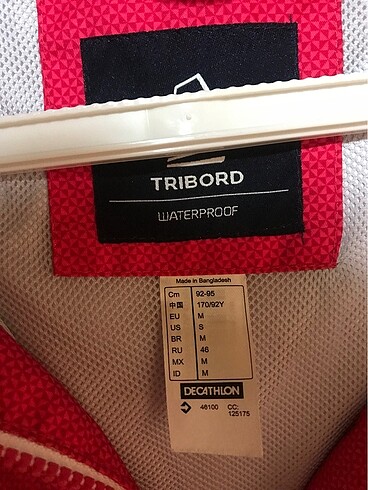 TRIBORD
WATERPROOF
Made in Bangladesh
Cm 92-95
中国 170/92Y
EU M
US S
BR M
RU 46
MX M
ID M
DECATHLON
46100 CC:
125175